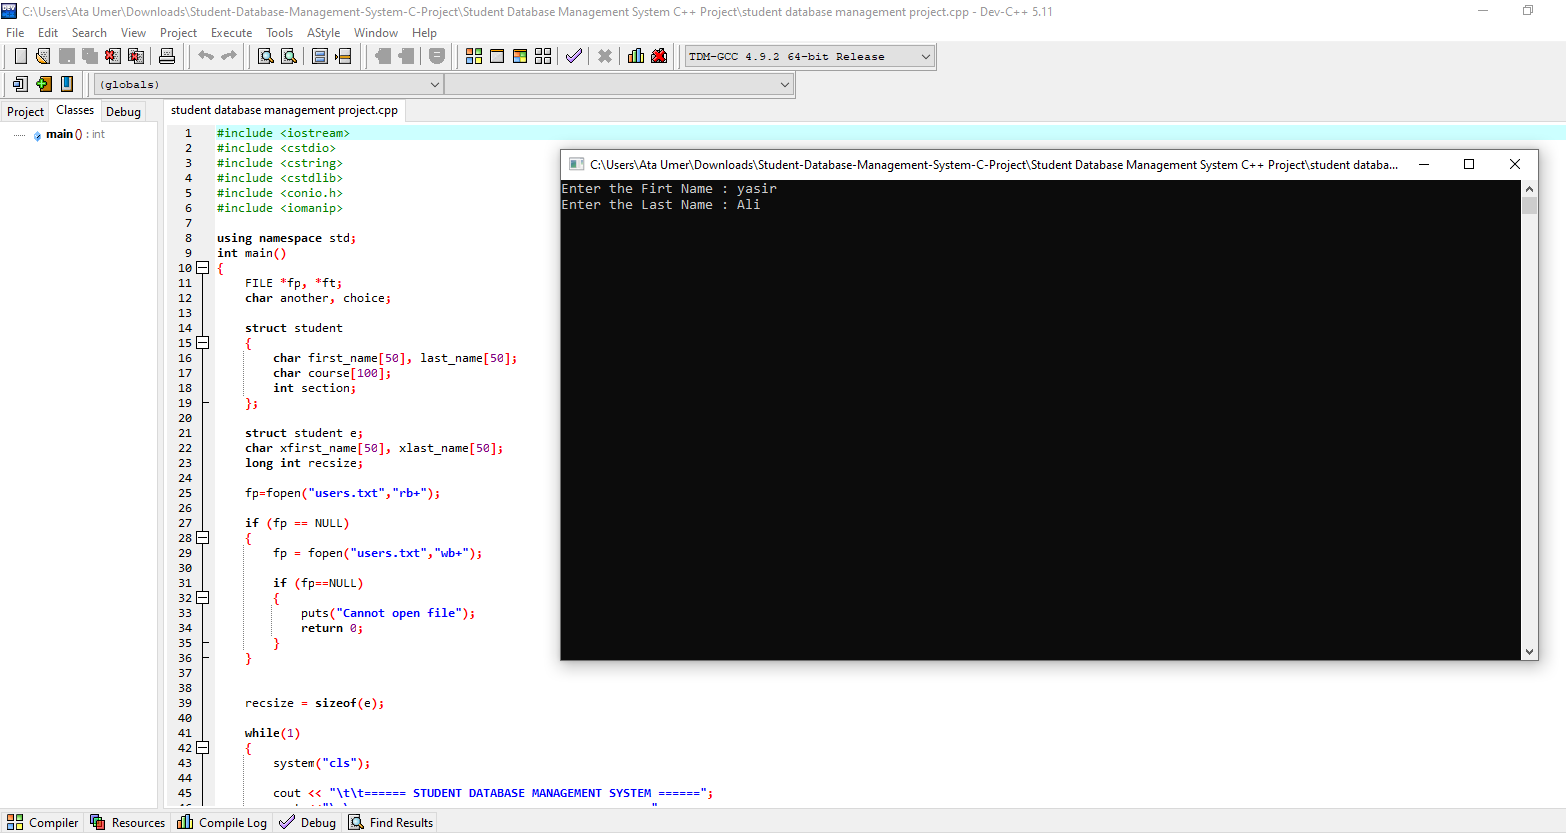 C:\Users\Ata Umer\Downloads\Student-Database-Management-System-C-Project\Student Database Management System C++ Project\student database management project.cpp - Dev-C++ 5.11
File Edit Search View Project Execute Tools AStyle Window Help
TDM-GCC 4.9.2 64-bit Release
(globals)
Project Classes Debug
student database management project.cpp
main () : int
1 #include <iostream>
2 #include <cstdio>
3 #include <cstring>
4 #include <cstdlib>
5 #include <conio.h>
6 #include <iomanip>
7
8 using namespace std;
9 int main()
10 {
11 FILE *fp, *ft;
12 char another, choice;
13
14 struct student
15 {
16 char first_name[50], last_name[50];
17 char course[100];
18 int section;
19 };
20
21 struct student e;
22 char xfirst_name[50], xlast_name[50];
23 long int recsize;
24
25 fp=fopen("users.txt","rb+");
26
27 if (fp == NULL)
28 {
29 fp = fopen("users.txt","wb+");
30
31 if (fp==NULL)
32 {
33 puts("Cannot open file");
34 return 0;
35 }
36 }
37
38
39 recsize = sizeof(e);
40
41 while(1)
42 {
43 system("cls");
44
45 cout << "\t\t====== STUDENT DATABASE MANAGEMENT SYSTEM ======";
C:\Users\Ata Umer\Downloads\Student-Database-Management-System-C-Project\Student Database Management System C++ Project\student databa...
Enter the Firt Name : yasir
Enter the Last Name : Ali
Compiler Resources Compile Log Debug Find Results